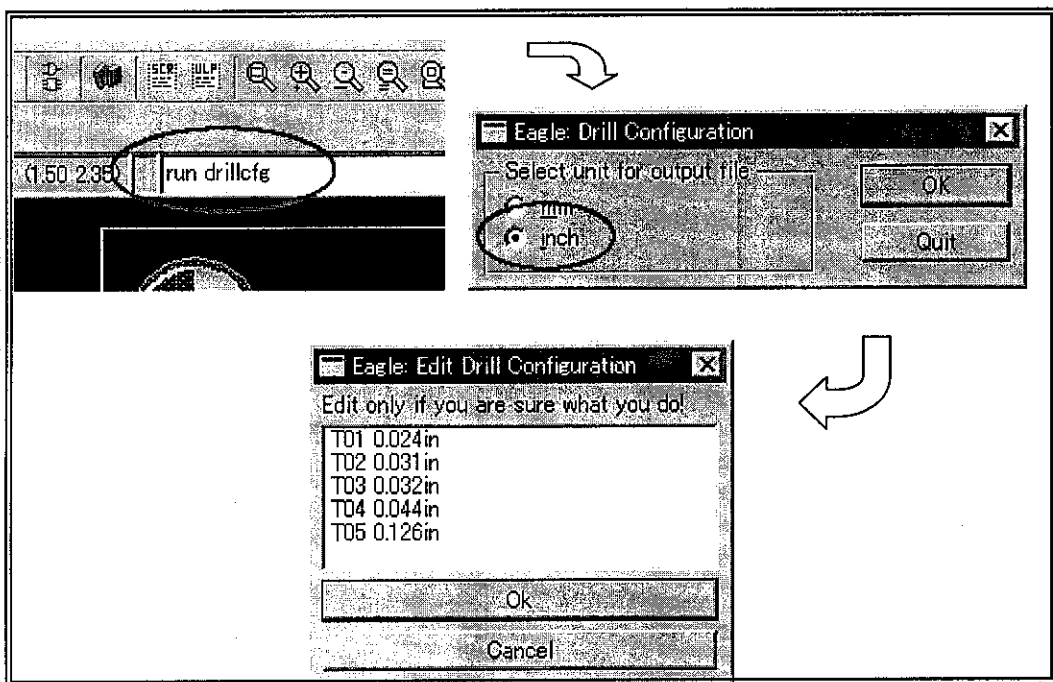 SCR ULP
(1.50 2.35) run drillcfg
Eagle: Drill Configuration
Select unit for output file
mm
inch
OK
Quit
Eagle: Edit Drill Configuration
Edit only if you are sure what you do!
T01 0.024in
T02 0.031in
T03 0.032in
T04 0.044in
T05 0.126in
Ok
Cancel